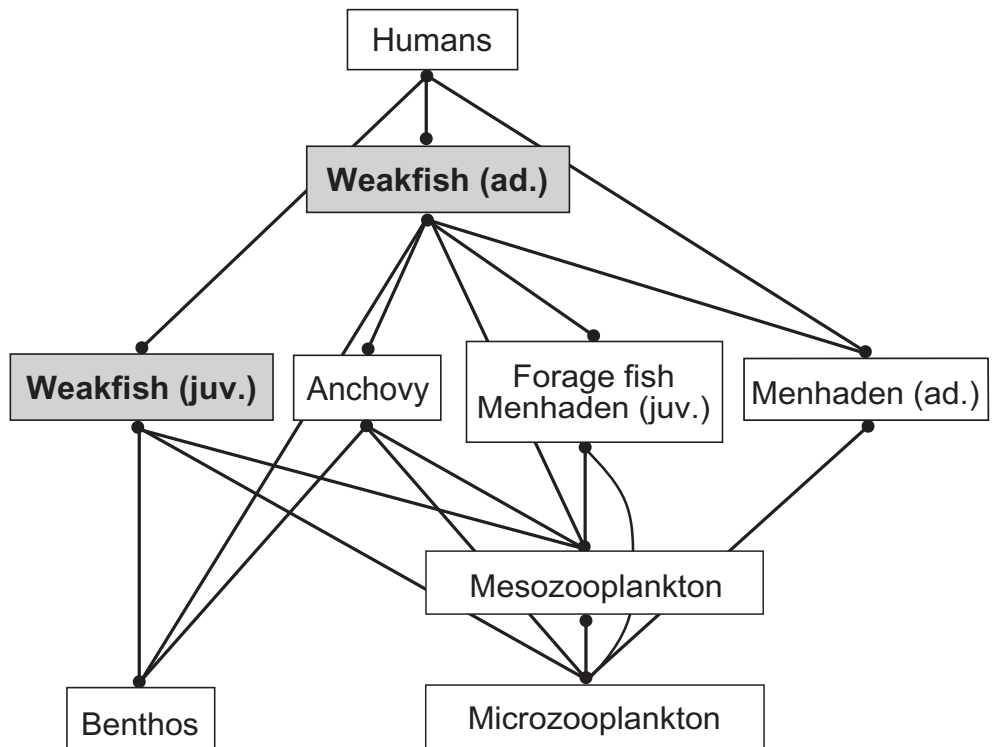 Humans
Weakfish (ad.)
Weakfish (juv.)
Anchovy
Forage fish
Menhaden (juv.)
Menhaden (ad.)
Mesozooplankton
Benthos
Microzooplankton